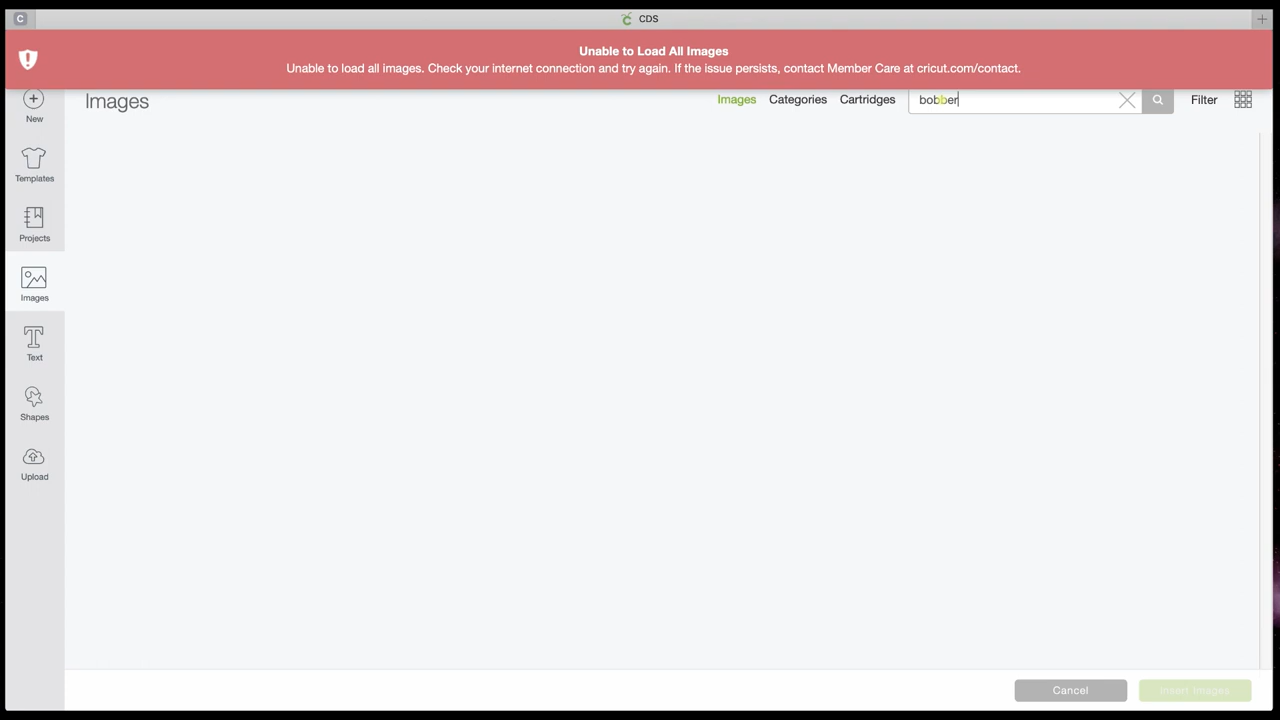 C
CDS
Unable to Load All Images
Unable to load all images. Check your internet connection and try again. If the issue persists, contact Member Care at cricut.com/contact.
Images
Images Categories Cartridges bobber Filter
New
Templates
Projects
Images
Text
Shapes
Upload
Cancel Insert Images